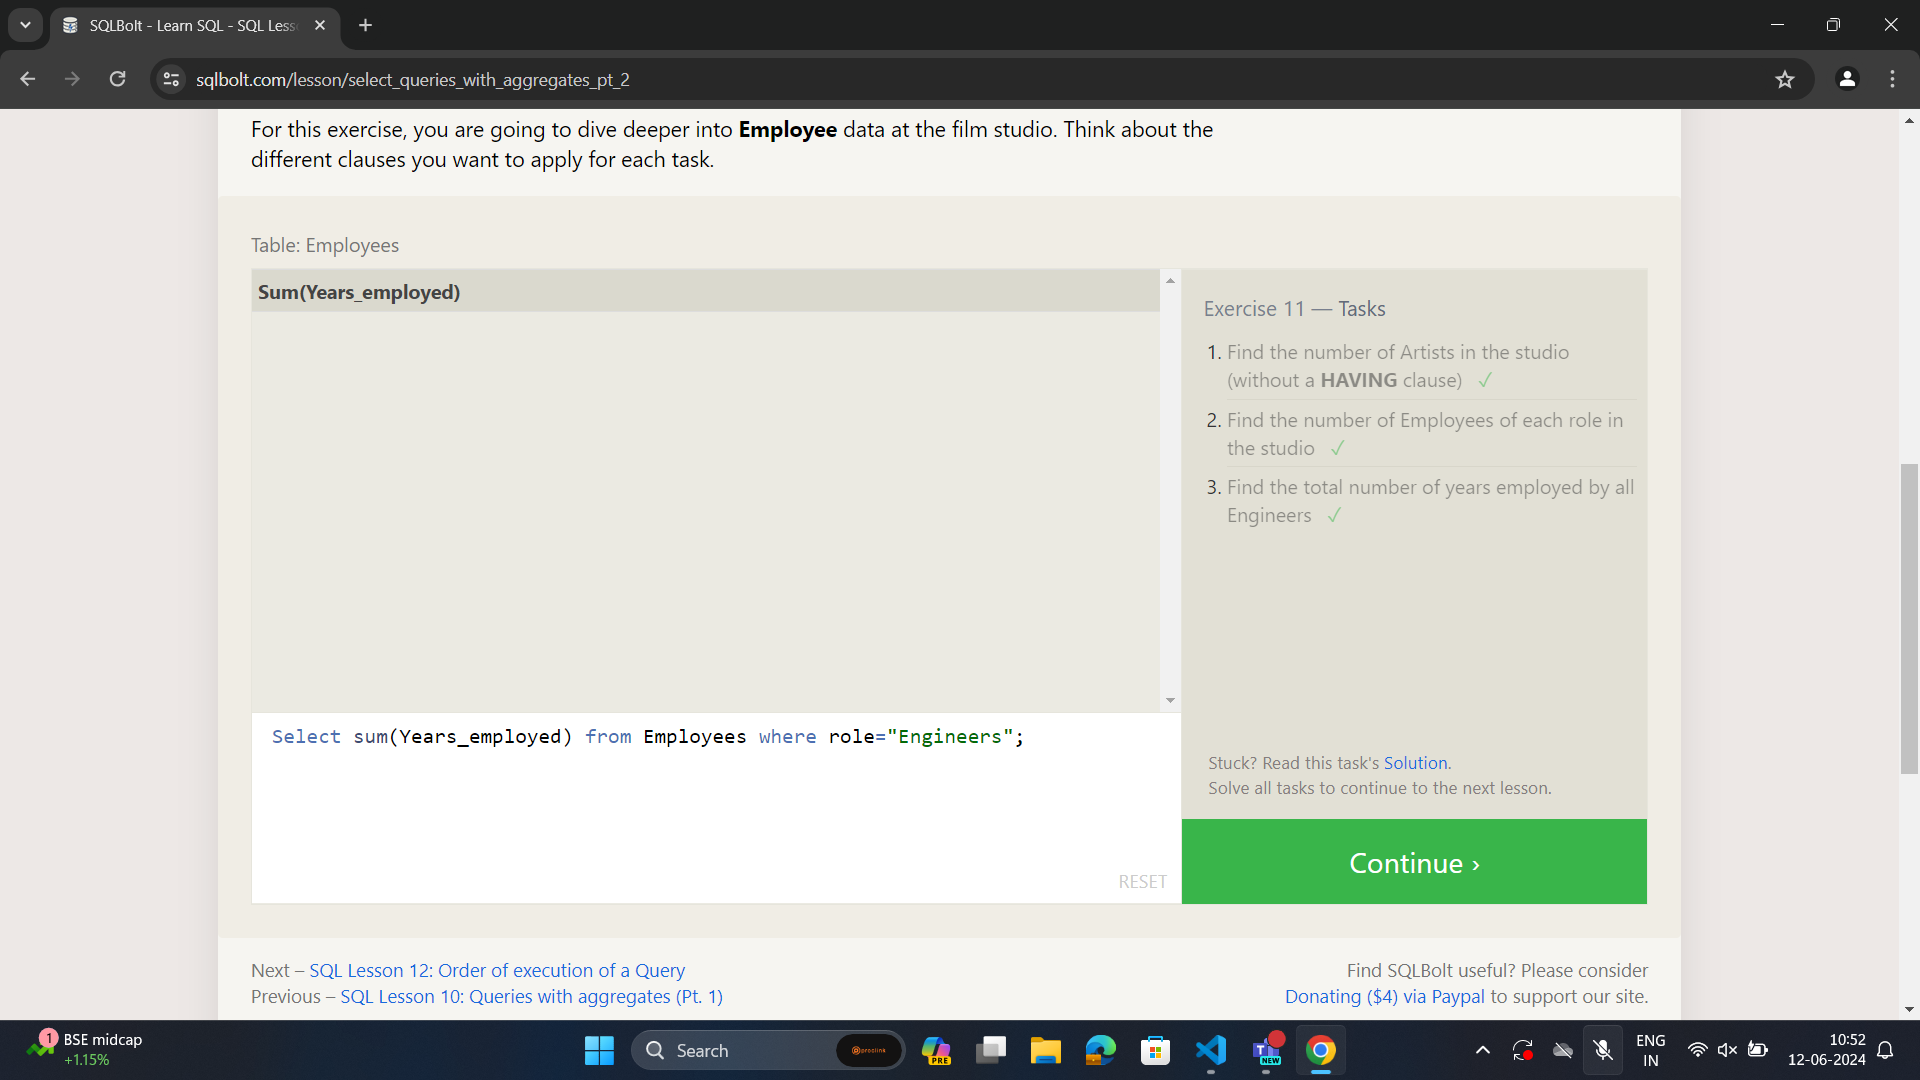 SQLBolt - Learn SQL - SQL Less
sqlbolt.com/lesson/select_queries_with_aggregates_pt_2
For this exercise, you are going to dive deeper into Employee data at the film studio. Think about the
different clauses you want to apply for each task.
Table: Employees
Sum(Years_employed)
Exercise 11 — Tasks
1. Find the number of Artists in the studio
(without a HAVING clause) ✓
2. Find the number of Employees of each role in
the studio ✓
3. Find the total number of years employed by all
Engineers ✓
Select sum(Years_employed) from Employees where role="Engineers";
RESET
Stuck? Read this task's Solution.
Solve all tasks to continue to the next lesson.
Continue ›
Next – SQL Lesson 12: Order of execution of a Query
Previous – SQL Lesson 10: Queries with aggregates (Pt. 1)
Find SQLBolt useful? Please consider
Donating ($4) via Paypal to support our site.
1
BSE midcap
+1.15%
Search
proclink
PRE
NEW
ENG
IN
10:52
12-06-2024